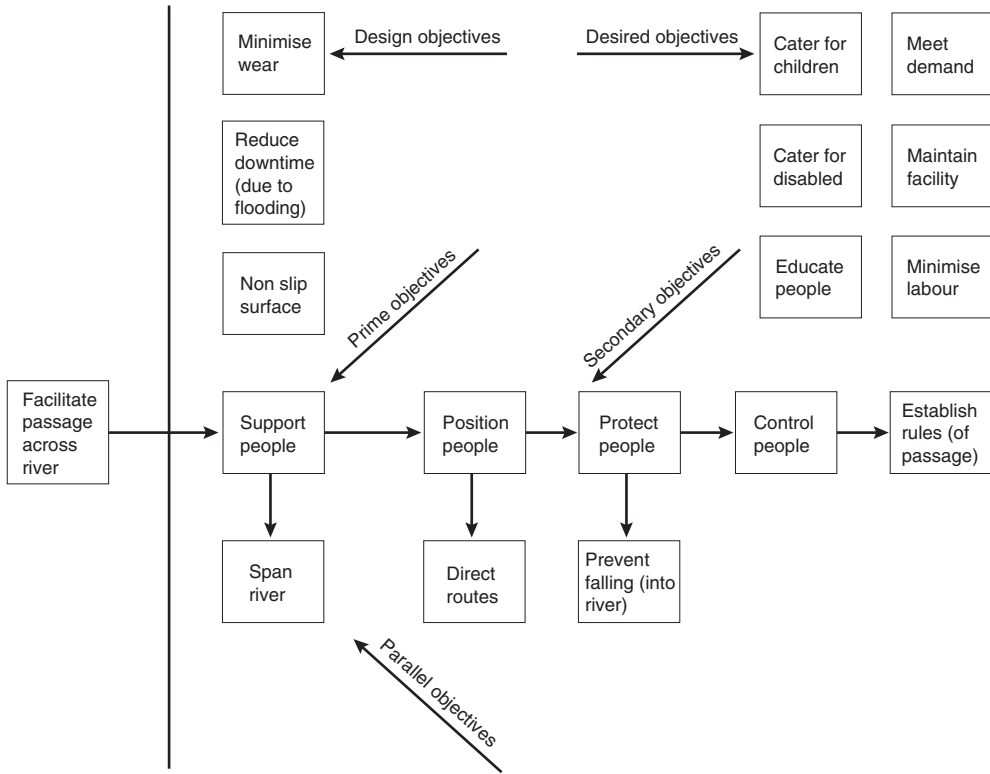 Minimise
wear
Design objectives
Desired objectives
Cater for
children
Meet
demand
Reduce
downtime
(due to
flooding)
Cater for
disabled
Maintain
facility
Non slip
surface
Prime objectives
Secondary objectives
Educate
people
Minimise
labour
Facilitate
passage
across
river
Support
people
Position
people
Protect
people
Control
people
Establish
rules (of
passage)
Span
river
Direct
routes
Prevent
falling (into
river)
Parallel objectives